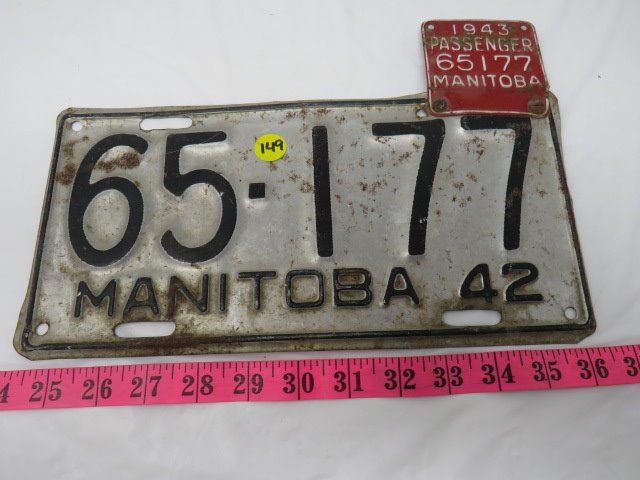 1943
PASSENGER
65177
MANITOBA
65·177
149
MANITOBA 42
24 25 26 27 28 29 30 31 32 33 34 35 36